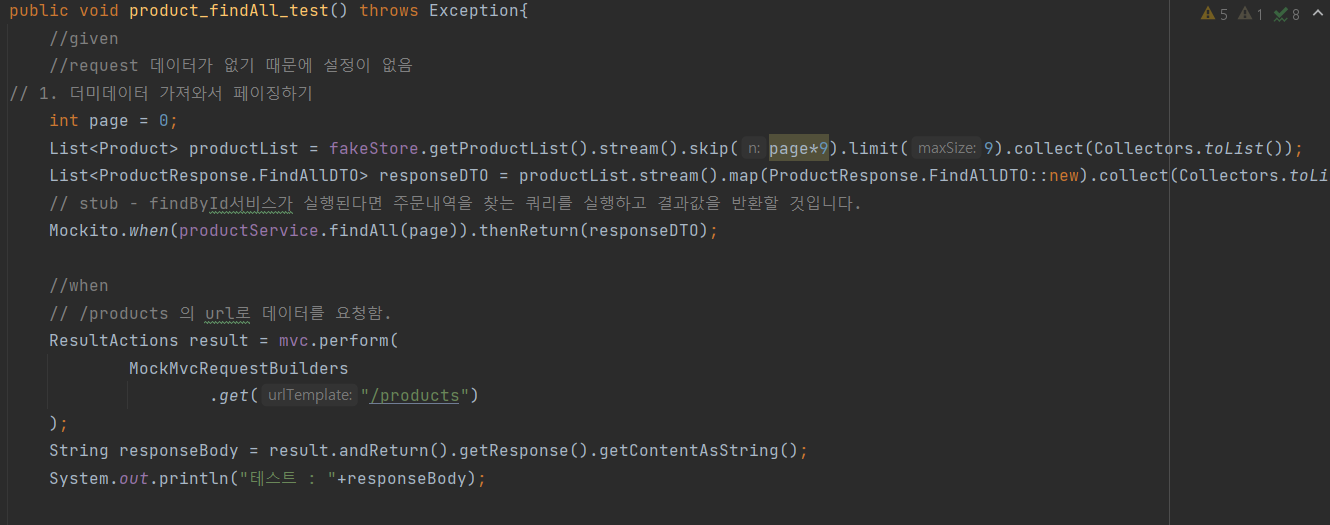 public void product_findAll_test() throws Exception{
5 1 8
//given
//request 데이터가 없기 때문에 설정이 없음
// 1. 더미데이터 가져와서 페이징하기
int page = 0;
List<Product> productList = fakeStore.getProductList().stream().skip( n: page*9).limit( maxSize: 9).collect(Collectors.toList());
List<ProductResponse.FindAllDTO> responseDTO = productList.stream().map(ProductResponse.FindAllDTO::new).collect(Collectors.toLi
// stub - findById서비스가 실행된다면 주문내역을 찾는 쿼리를 실행하고 결과값을 반환할 것입니다.
Mockito.when(productService.findAll(page)).thenReturn(responseDTO);
//when
// /products 의 url로 데이터를 요청함.
ResultActions result = mvc.perform(
MockMvcRequestBuilders
.get( urlTemplate: "/products")
);
String responseBody = result.andReturn().getResponse().getContentAsString();
System.out.println("테스트 : "+responseBody);